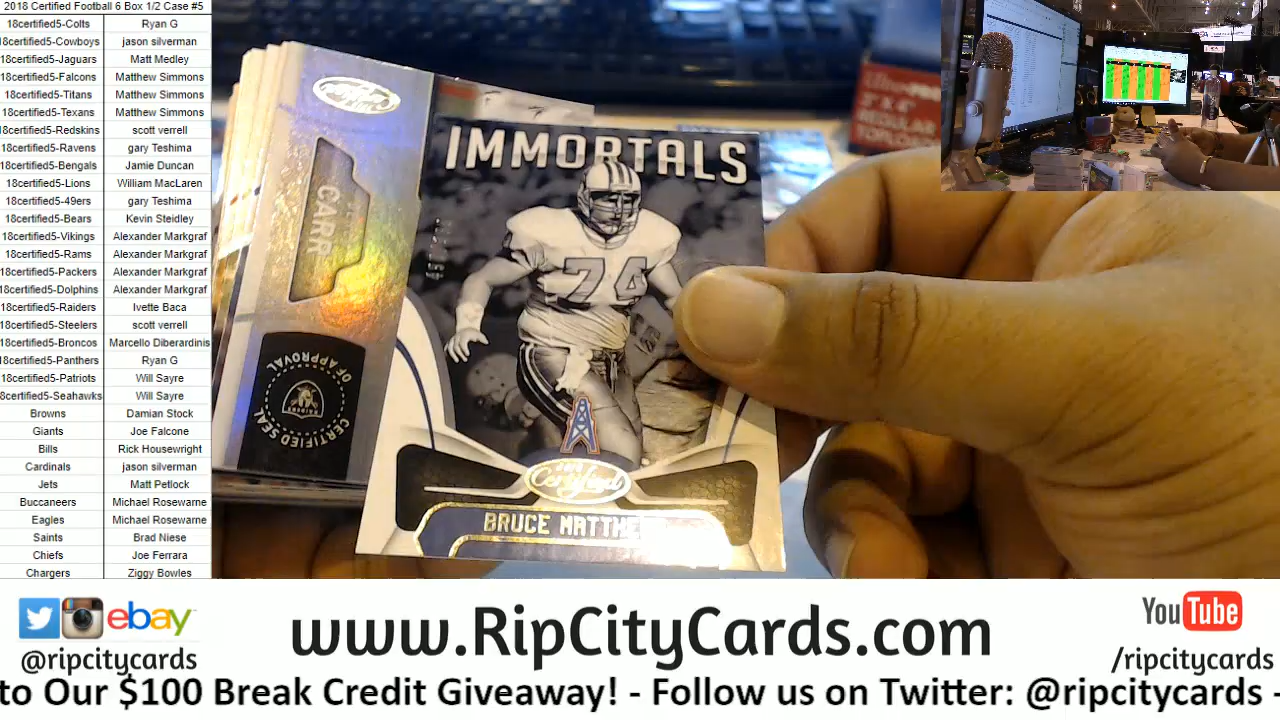 2018 Certified Football 6 Box 1/2 Case #5
18certified5-Colts Ryan G
18certified5-Cowboys jason silverman
18certified5-Jaguars Matt Medley
18certified5-Falcons Matthew Simmons
18certified5-Titans Matthew Simmons
18certified5-Texans Matthew Simmons
18certified5-Redskins scott verrell
18certified5-Ravens gary Teshima
18certified5-Bengals Jamie Duncan
18certified5-Lions William MacLaren
18certified5-49ers gary Teshima
18certified5-Bears Kevin Steidley
18certified5-Vikings Alexander Markgraf
18certified5-Rams Alexander Markgraf
18certified5-Packers Alexander Markgraf
18certified5-Dolphins Alexander Markgraf
18certified5-Raiders Ivette Baca
18certified5-Steelers scott verrell
18certified5-Broncos Marcello Diberardinis
18certified5-Panthers Ryan G
18certified5-Patriots Will Sayre
8certified5-Seahawks Will Sayre
Browns Damian Stock
Giants Joe Falcone
Bills Rick Housewright
Cardinals jason silverman
Jets Matt Petlock
Buccaneers Michael Rosewarne
Eagles Michael Rosewarne
Saints Brad Niese
Chiefs Joe Ferrara
Chargers Ziggy Bowles
CARR
CERTIFIED SEAL
OF APPROVAL
RAIDERS
IMMORTALS
74
Certified
BRUCE MATTHE
ebay
@ripcitycards
www.RipCityCards.com
YouTube
/ripcitycards
to Our $100 Break Credit Giveaway! - Follow us on Twitter: @ripcitycards -